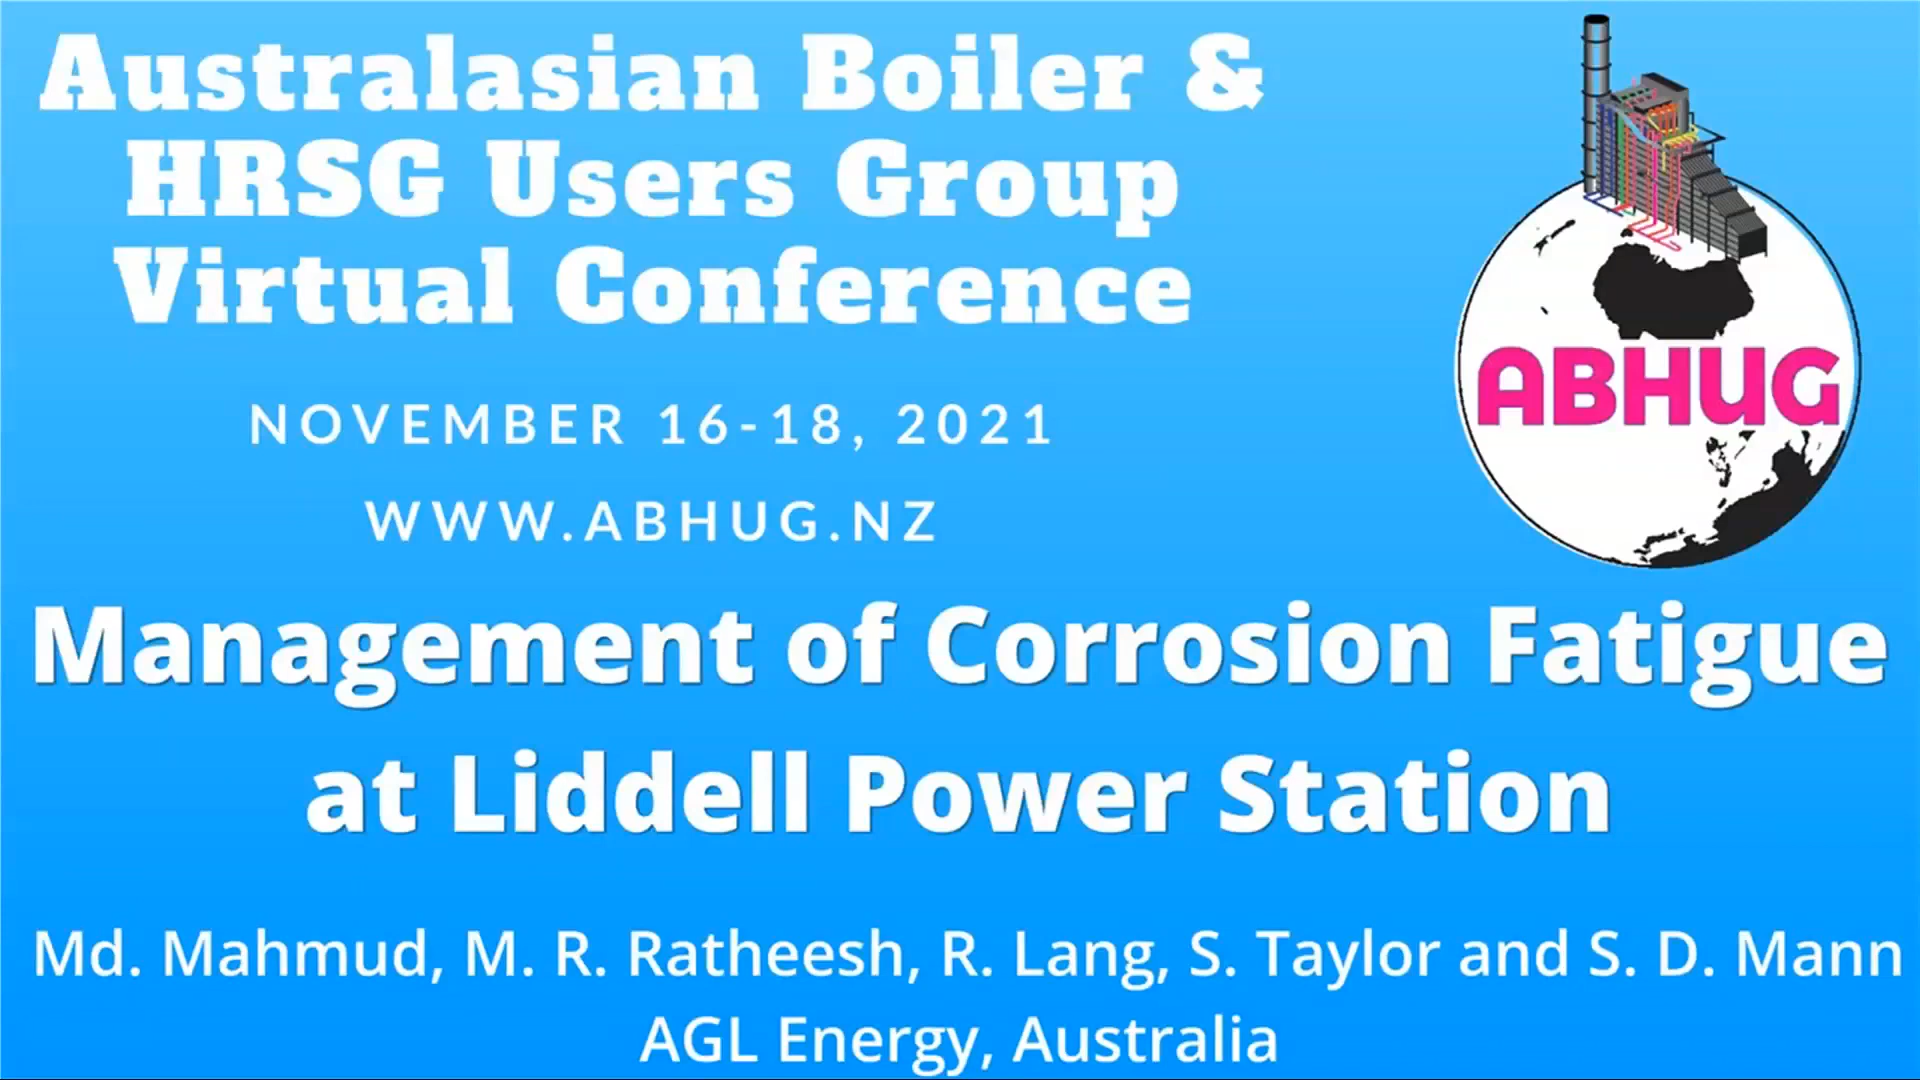 Australasian Boiler &
HRSG Users Group
Virtual Conference
NOVEMBER 16-18, 2021
WWW.ABHUG.NZ
ABHUG
Management of Corrosion Fatigue
at Liddell Power Station
Md. Mahmud, M. R. Ratheesh, R. Lang, S. Taylor and S. D. Mann
AGL Energy, Australia